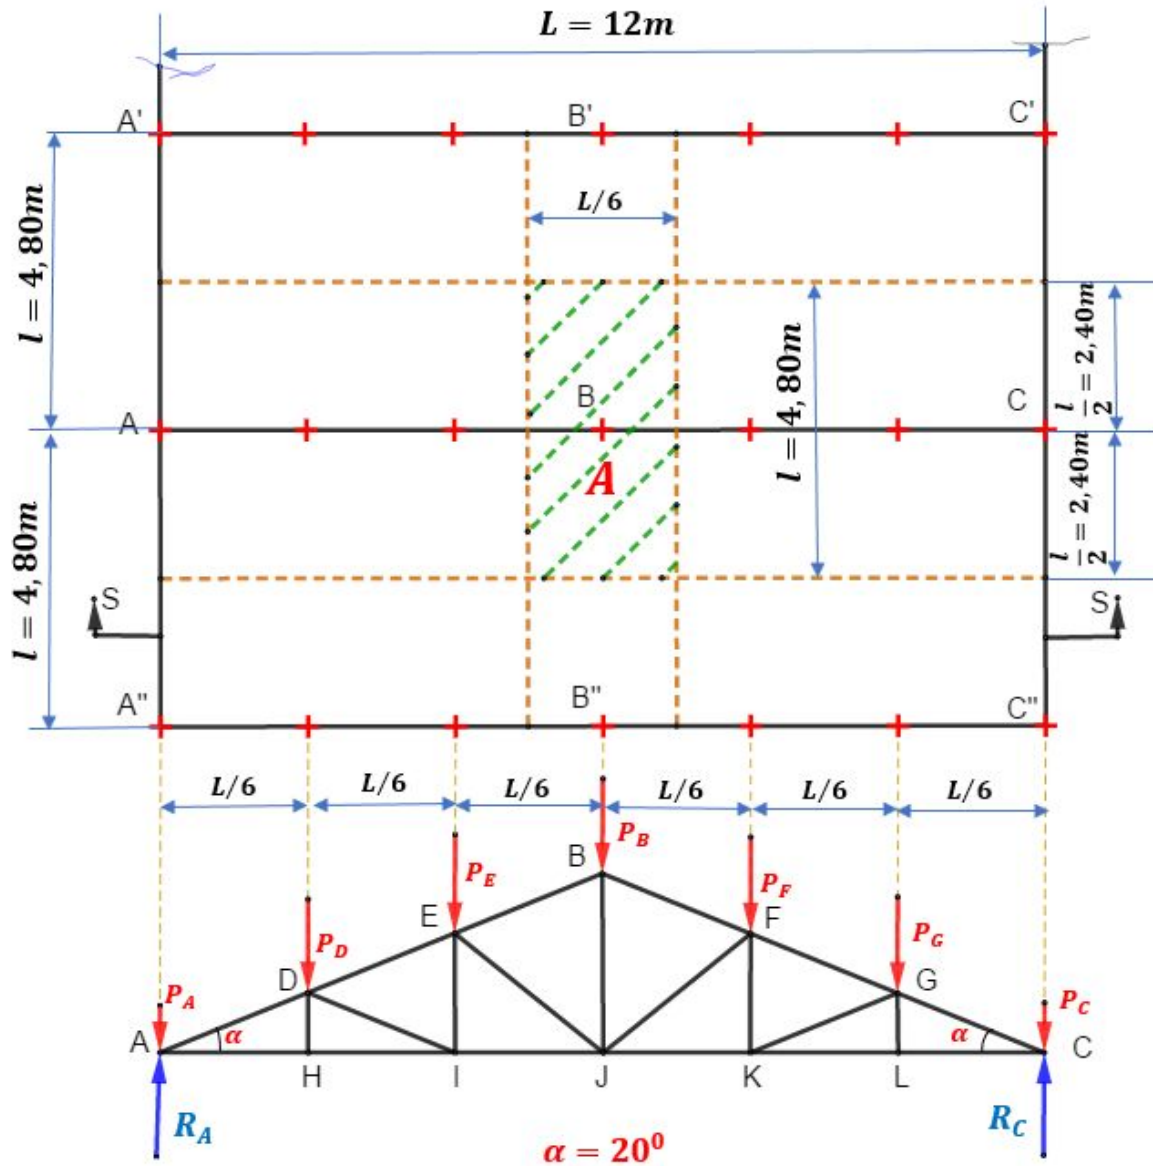 L = 12m
A'
B'
C'
L/6
l = 4,80m
l = 4,80m
l/2 = 2,40m
A
B
C
A
l = 4,80m
l/2 = 2,40m
S
S
A"
B"
C"
L/6
L/6
L/6
L/6
L/6
L/6
P_B
B
P_E
P_F
E
F
P_D
P_G
D
G
P_A
P_C
A
α
α
C
H
I
J
K
L
R_A
R_C
α = 20⁰